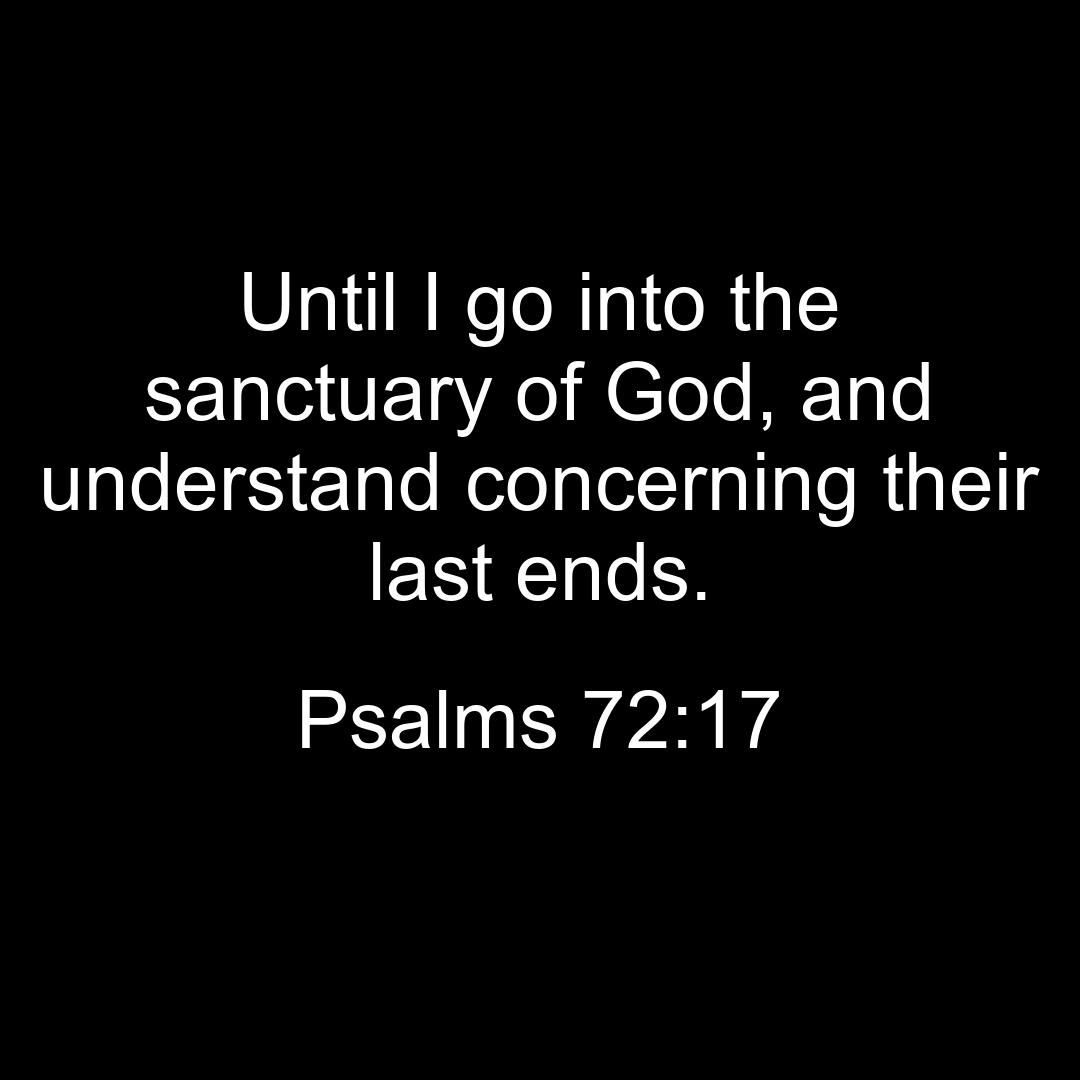 Until I go into the
sanctuary of God, and
understand concerning their
last ends.
Psalms 72:17